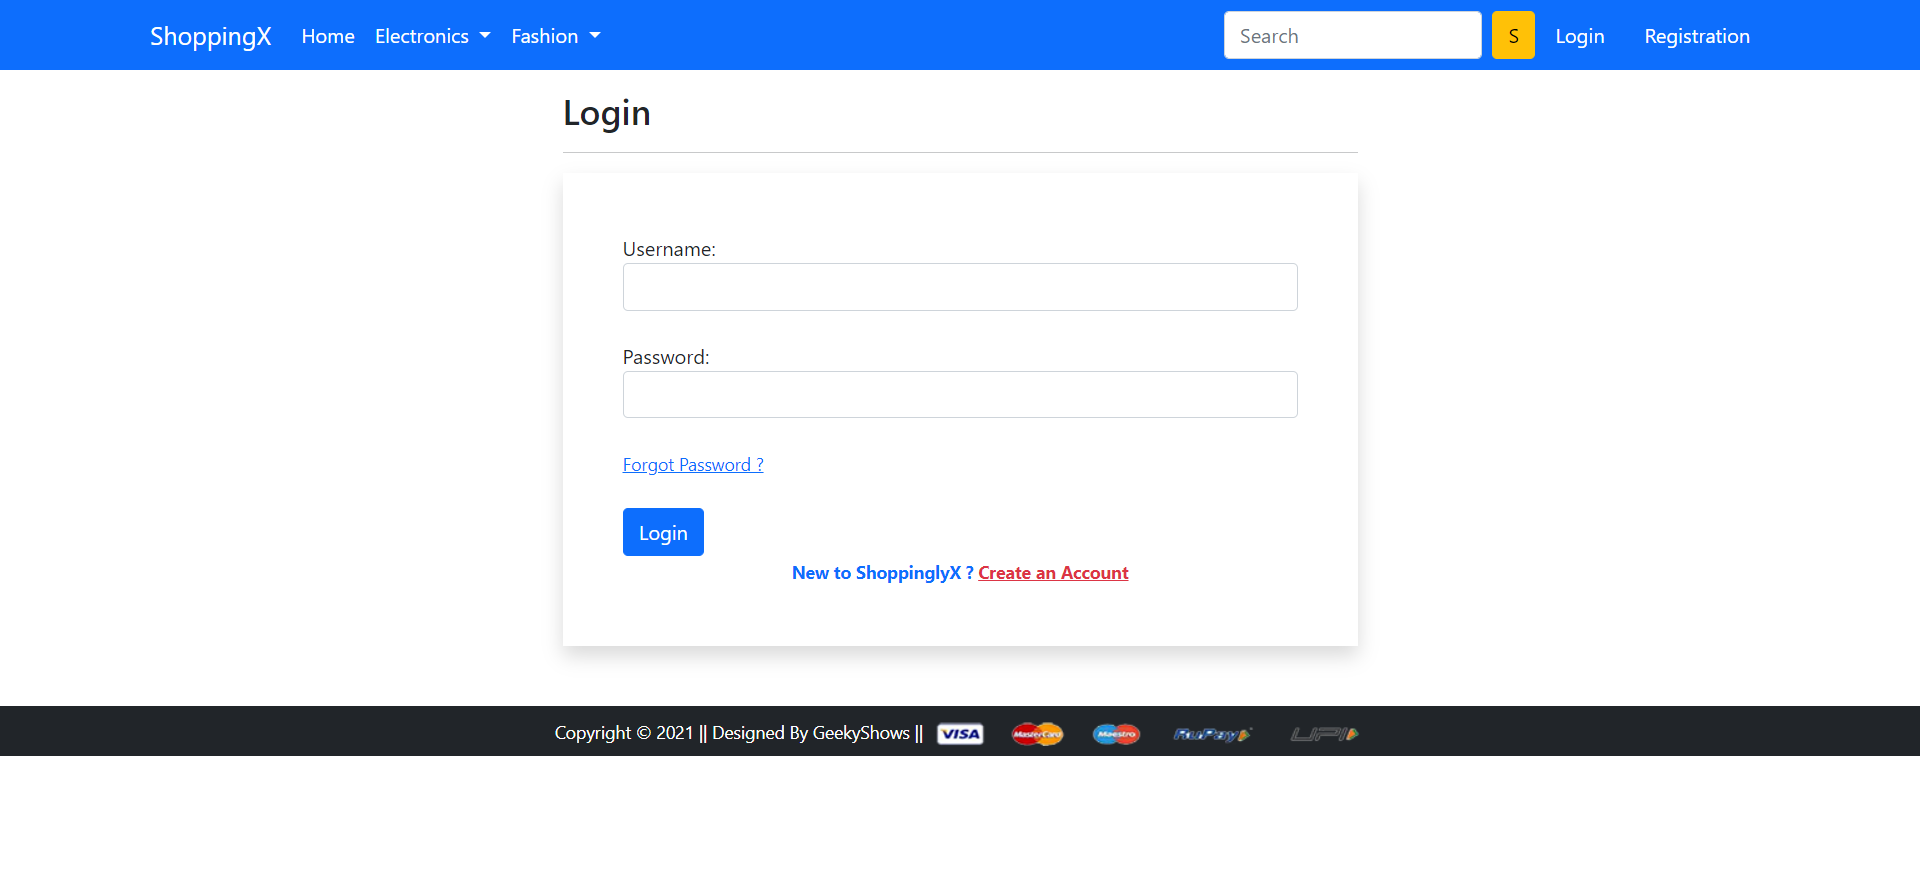 ShoppingX Home Electronics Fashion Search S Login Registration
Login
Username:
Password:
Forgot Password ?
Login
New to ShoppinglyX ? Create an Account
Copyright © 2021 || Designed By GeekyShows || VISA MasterCard Maestro RuPay UPI